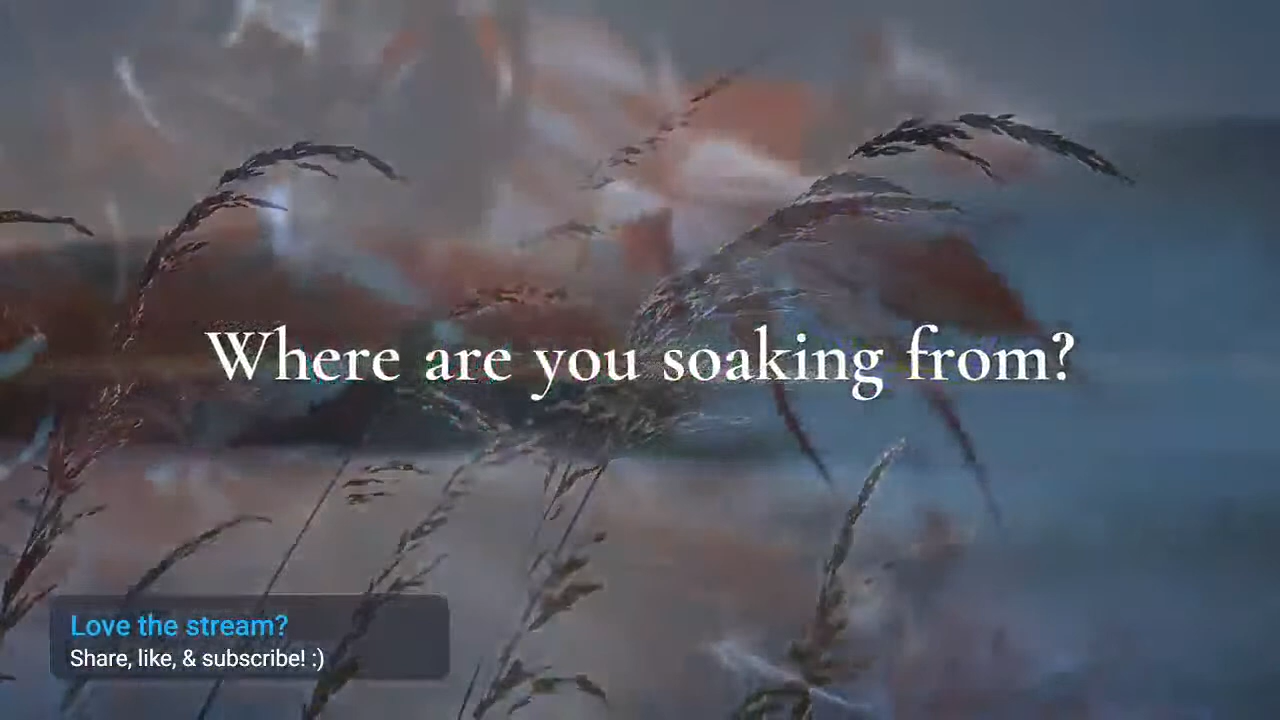 Where are you soaking from?
Love the stream?
Share, like, & subscribe! :)